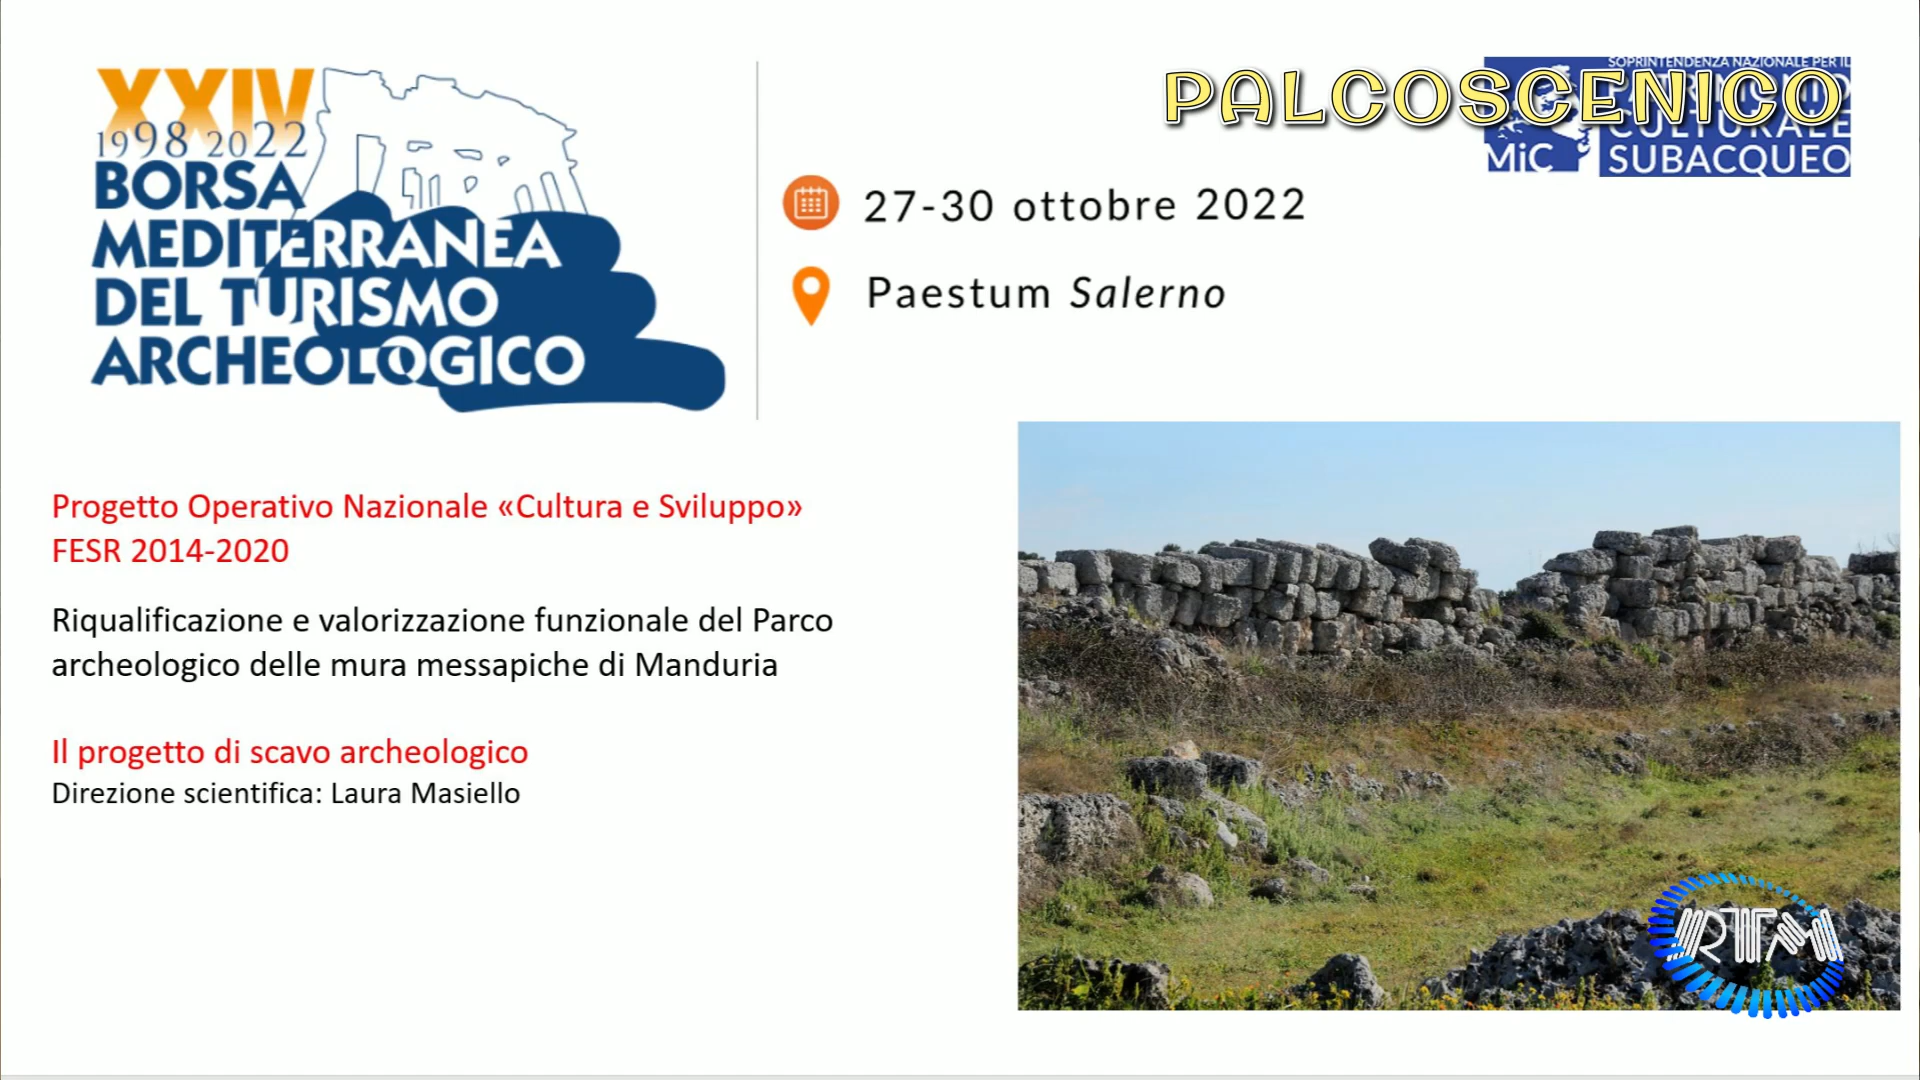 XXIV
1998 2022
BORSA
MEDITERRANEA
DEL TURISMO
ARCHEOLOGICO
27-30 ottobre 2022
Paestum Salerno
PALCOSCENICO
SOPRINTENDENZA NAZIONALE PER IL
CULTURALE
SUBACQUEO
MiC
Progetto Operativo Nazionale «Cultura e Sviluppo»
FESR 2014-2020
Riqualificazione e valorizzazione funzionale del Parco
archeologico delle mura messapiche di Manduria
Il progetto di scavo archeologico
Direzione scientifica: Laura Masiello
RTM